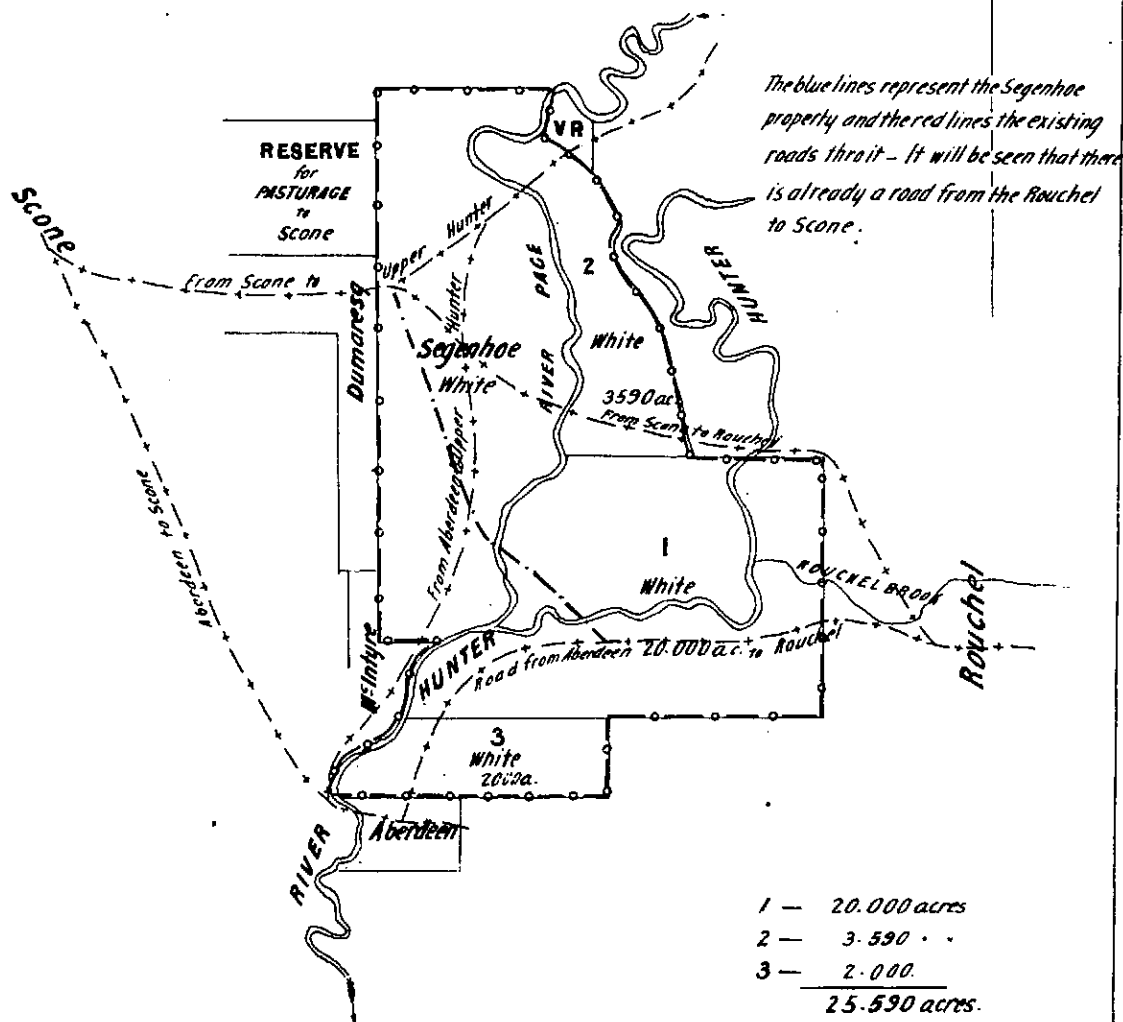 The blue lines represent the Segenhoe
property and the red lines the existing
roads thro it – It will be seen that there
is already a road from the Rouchel
to Scone.
VR
RESERVE
for
PASTURAGE
to
SCONE
Scone
From Scone to
Upper Hunter
Hunter
PAGE
RIVER
2
White
3590 ac.
HUNTER
Dumaresq
Segenhoe
White
From Scone to Rouchel
Aberdeen to Scone
From Aberdeen to Upper
1
White
ROUCHEL BROOK
Rouchel
McIntyre
HUNTER
Road from Aberdeen 20.000 a.c. to Rouchel
3
White
2000a.
Aberdeen
RIVER
1 — 20.000 acres
2 — 3.590 " "
3 — 2.000.
25.590 acres.